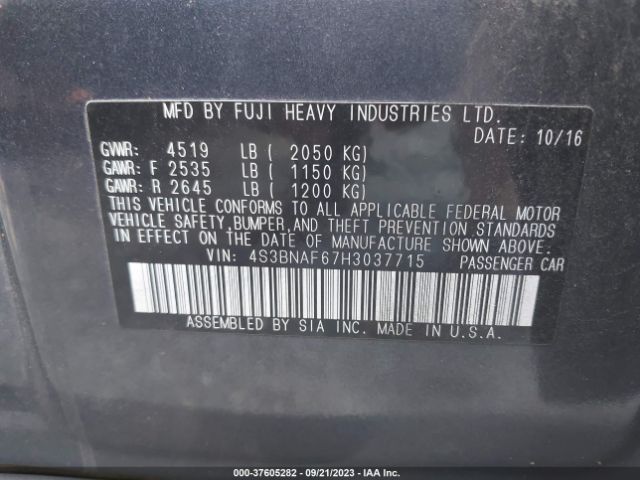 MFD BY FUJI HEAVY INDUSTRIES LTD.
DATE: 10/16
GVWR: 4519 LB ( 2050 KG)
GAWR: F 2535 LB ( 1150 KG)
GAWR: R 2645 LB ( 1200 KG)
THIS VEHICLE CONFORMS TO ALL APPLICABLE FEDERAL MOTOR
VEHICLE SAFETY, BUMPER, AND THEFT PREVENTION STANDARDS
IN EFFECT ON THE DATE OF MANUFACTURE SHOWN ABOVE.
VIN: 4S3BNAF67H3037715 PASSENGER CAR
ASSEMBLED BY SIA INC. MADE IN U.S.A.
000-37605282 - 09/21/2023 - IAA Inc.